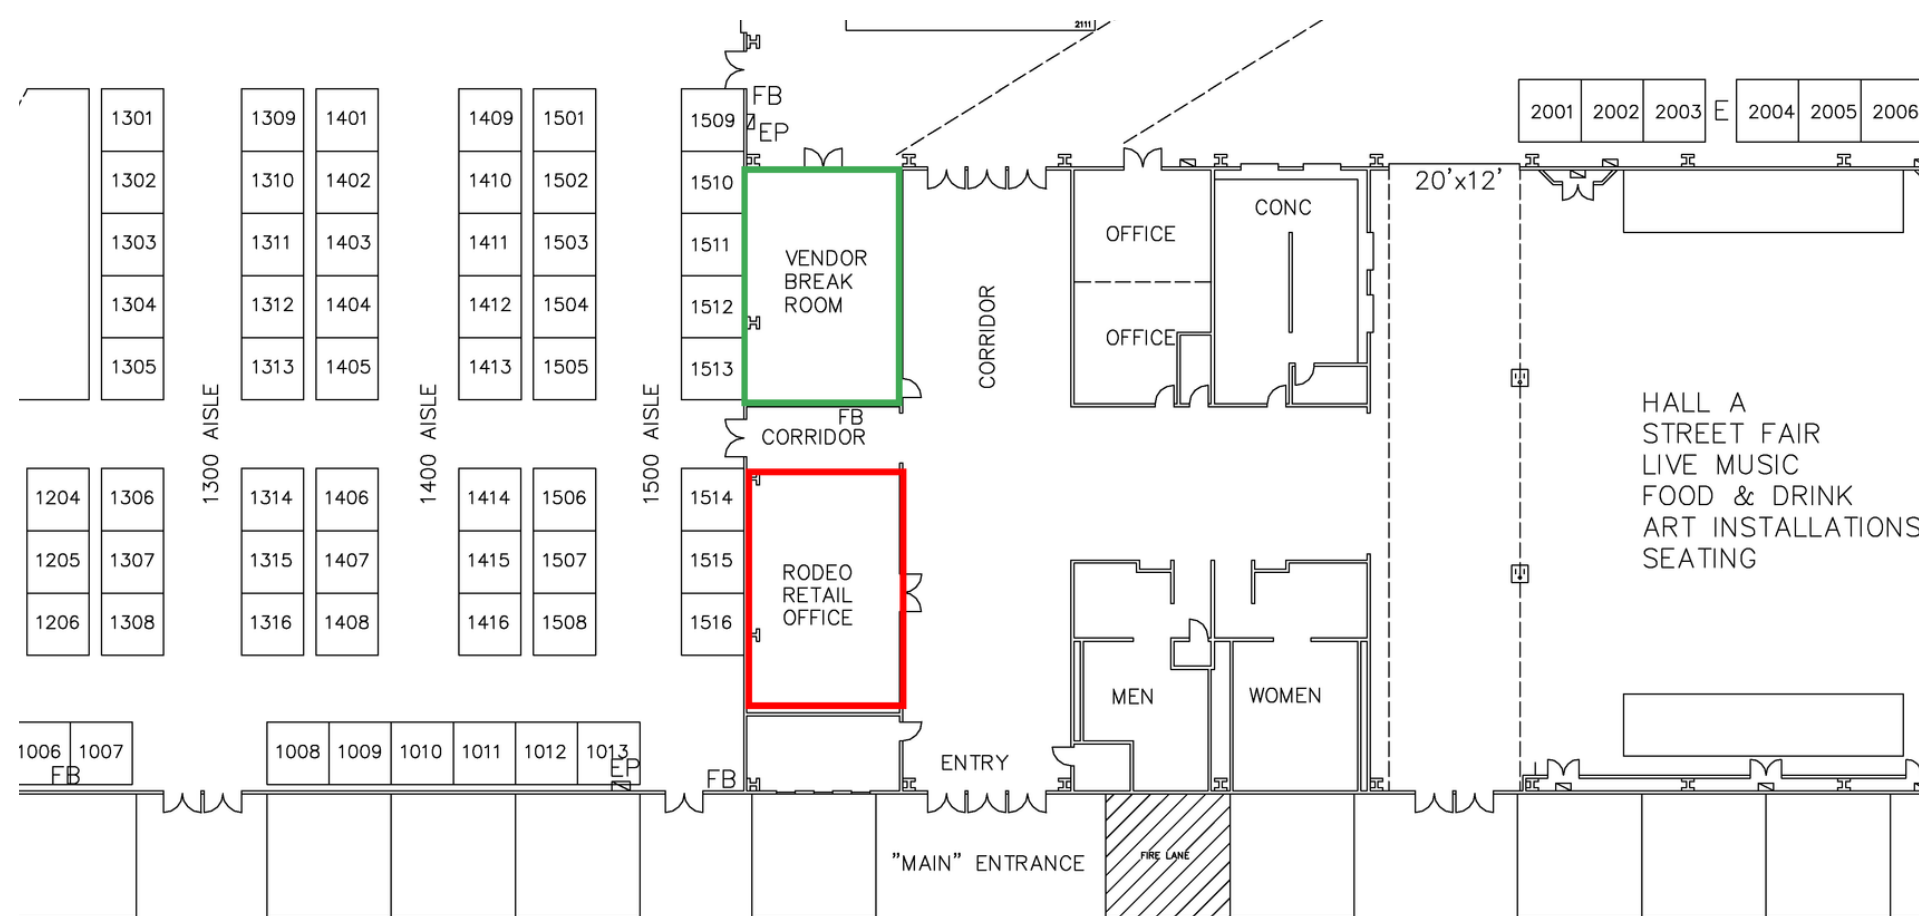 2111
FB
EP
1301
1309
1401
1409
1501
1509
2001
2002
2003
E
2004
2005
2006
1302
1310
1402
1410
1502
1510
20'x12'
CONC
1303
1311
1403
1411
1503
1511
VENDOR
BREAK
ROOM
OFFICE
1304
1312
1404
1412
1504
1512
CORRIDOR
OFFICE
1305
1313
1405
1413
1505
1513
1300 AISLE
1400 AISLE
1500 AISLE
FB
CORRIDOR
HALL A
STREET FAIR
LIVE MUSIC
FOOD & DRINK
ART INSTALLATIONS
SEATING
1204
1306
1314
1406
1414
1506
1514
1205
1307
1315
1407
1415
1507
1515
RODEO
RETAIL
OFFICE
1206
1308
1316
1408
1416
1508
1516
MEN
WOMEN
1006
1007
1008
1009
1010
1011
1012
1013
FB
EP
FB
ENTRY
"MAIN" ENTRANCE
FIRE LANE